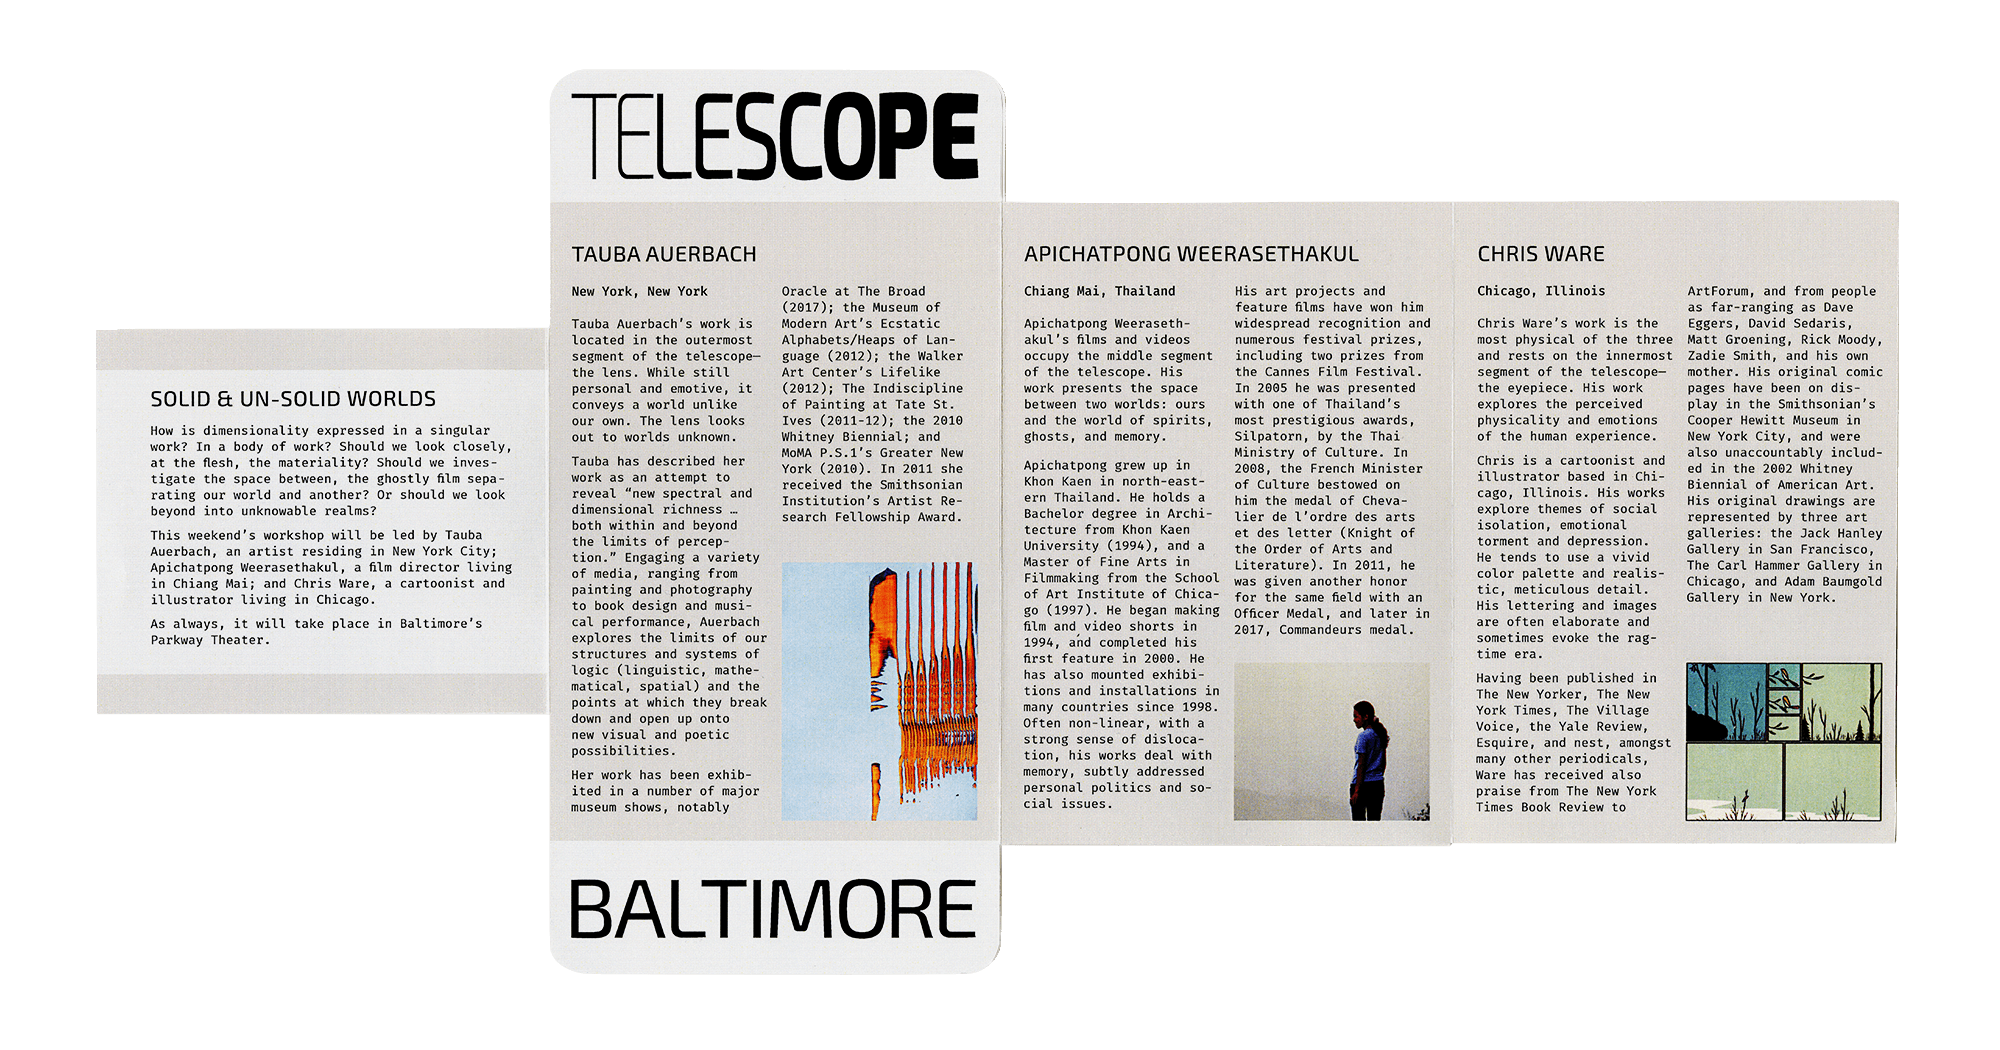 SOLID & UN-SOLID WORLDS
How is dimensionality expressed in a singular
work? In a body of work? Should we look closely,
at the flesh, the materiality? Should we inves-
tigate the space between, the ghostly film sepa-
rating our world and another? Or should we look
beyond into unknowable realms?
This weekend’s workshop will be led by Tauba
Auerbach, an artist residing in New York City;
Apichatpong Weerasethakul, a film director living
in Chiang Mai; and Chris Ware, a cartoonist and
illustrator living in Chicago.
As always, it will take place in Baltimore’s
Parkway Theater.
TELESCOPE
TAUBA AUERBACH
New York, New York
Tauba Auerbach’s work is
located in the outermost
segment of the telescope—
the lens. While still
personal and emotive, it
conveys a world unlike
our own. The lens looks
out to worlds unknown.
Tauba has described her
work as an attempt to
reveal “new spectral and
dimensional richness …
both within and beyond
the limits of percep-
tion.” Engaging a variety
of media, ranging from
painting and photography
to book design and musi-
cal performance, Auerbach
explores the limits of our
structures and systems of
logic (linguistic, mathe-
matical, spatial) and the
points at which they break
down and open up onto
new visual and poetic
possibilities.
Her work has been exhib-
ited in a number of major
museum shows, notably
Oracle at The Broad
(2017); the Museum of
Modern Art’s Ecstatic
Alphabets/Heaps of Lan-
guage (2012); the Walker
Art Center’s Lifelike
(2012); The Indiscipline
of Painting at Tate St.
Ives (2011-12); the 2010
Whitney Biennial; and
MoMA P.S.1’s Greater New
York (2010). In 2011 she
received the Smithsonian
Institution’s Artist Re-
search Fellowship Award.
BALTIMORE
APICHATPONG WEERASETHAKUL
Chiang Mai, Thailand
Apichatpong Weeraseth-
akul’s films and videos
occupy the middle segment
of the telescope. His
work presents the space
between two worlds: ours
and the world of spirits,
ghosts, and memory.
Apichatpong grew up in
Khon Kaen in north-east-
ern Thailand. He holds a
Bachelor degree in Archi-
tecture from Khon Kaen
University (1994), and a
Master of Fine Arts in
Filmmaking from the School
of Art Institute of Chica-
go (1997). He began making
film and video shorts in
1994, and completed his
first feature in 2000. He
has also mounted exhibi-
tions and installations in
many countries since 1998.
Often non-linear, with a
strong sense of disloca-
tion, his works deal with
memory, subtly addressed
personal politics and so-
cial issues.
His art projects and
feature films have won him
widespread recognition and
numerous festival prizes,
including two prizes from
the Cannes Film Festival.
In 2005 he was presented
with one of Thailand’s
most prestigious awards,
Silpatorn, by the Thai
Ministry of Culture. In
2008, the French Minister
of Culture bestowed on
him the medal of Cheva-
lier de l’ordre des arts
et des letter (Knight of
the Order of Arts and
Literature). In 2011, he
was given another honor
for the same field with an
Officer Medal, and later in
2017, Commandeurs medal.
CHRIS WARE
Chicago, Illinois
Chris Ware’s work is the
most physical of the three
and rests on the innermost
segment of the telescope—
the eyepiece. His work
explores the perceived
physicality and emotions
of the human experience.
Chris is a cartoonist and
illustrator based in Chi-
cago, Illinois. His works
explore themes of social
isolation, emotional
torment and depression.
He tends to use a vivid
color palette and realis-
tic, meticulous detail.
His lettering and images
are often elaborate and
sometimes evoke the rag-
time era.
Having been published in
The New Yorker, The New
York Times, The Village
Voice, the Yale Review,
Esquire, and nest, amongst
many other periodicals,
Ware has received also
praise from The New York
Times Book Review to
ArtForum, and from people
as far-ranging as Dave
Eggers, David Sedaris,
Matt Groening, Rick Moody,
Zadie Smith, and his own
mother. His original comic
pages have been on dis-
play in the Smithsonian’s
Cooper Hewitt Museum in
New York City, and were
also unaccountably includ-
ed in the 2002 Whitney
Biennial of American Art.
His original drawings are
represented by three art
galleries: the Jack Hanley
Gallery in San Francisco,
The Carl Hammer Gallery in
Chicago, and Adam Baumgold
Gallery in New York.